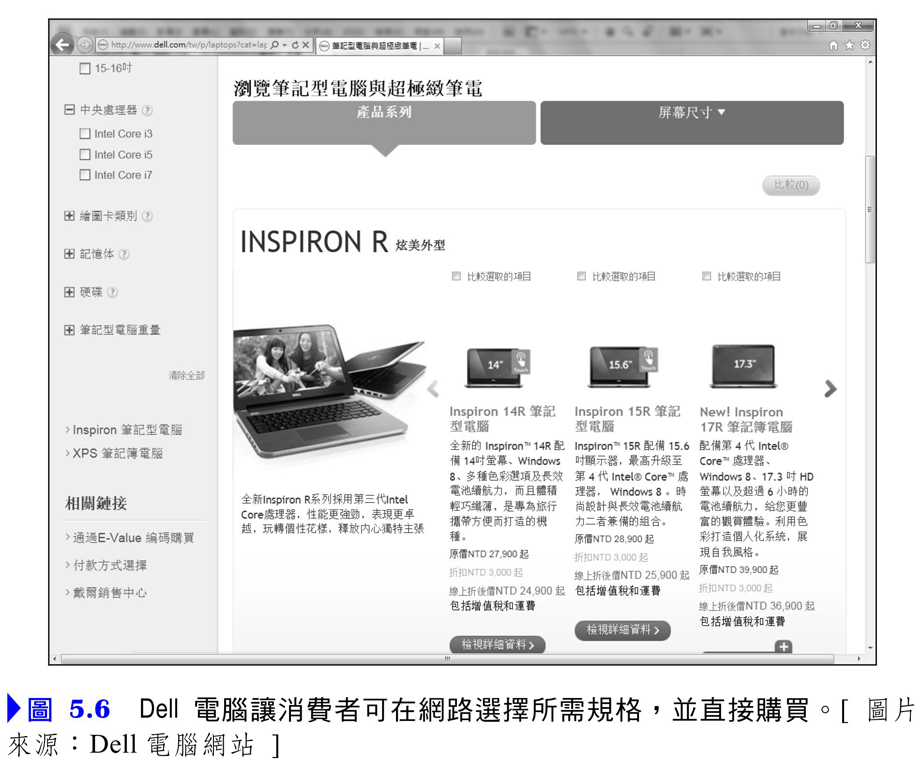 http://www.dell.com/tw/p/laptops?cat=lap
筆記型電腦與超極緻筆電 | ...
15-16吋
中央處理器
Intel Core i3
Intel Core i5
Intel Core i7
繪圖卡類別
記憶体
硬碟
筆記型電腦重量
清除全部
Inspiron 筆記型電腦
XPS 筆記簿電腦
相關鏈接
通過E-Value 編碼購買
付款方式選擇
戴爾銷售中心
瀏覽筆記型電腦與超極緻筆電
產品系列
屏幕尺寸
比較(0)
INSPIRON R 炫美外型
全新Inspiron R系列採用第三代Intel
Core處理器，性能更強勁，表現更卓
越，玩轉個性花樣，釋放内心獨特主張
比較選取的項目
14"
Touch
Inspiron 14R 筆記
型電腦
全新的 Inspiron™ 14R 配
備 14吋螢幕、Windows
8、多種色彩選項及長效
電池續航力，而且體積
輕巧纖薄，是專為旅行
攜帶方便而打造的機
種。
原價NTD 27,900 起
折扣NTD 3,000 起
線上折後價NTD 24,900 起
包括增值稅和運費
檢視詳細資料
比較選取的項目
15.6"
Touch
Inspiron 15R 筆記
型電腦
Inspiron™ 15R 配備 15.6
吋顯示器，最高升級至
第 4 代 Intel® Core™ 處
理器， Windows 8 。時
尚設計與長效電池續航
力二者兼備的組合。
原價NTD 28,900 起
折扣NTD 3,000 起
線上折後價NTD 25,900 起
包括增值稅和運費
檢視詳細資料
比較選取的項目
17.3"
New! Inspiron
17R 筆記簿電腦
配備第 4 代 Intel®
Core™ 處理器、
Windows 8、17.3 吋 HD
螢幕以及超過 6 小時的
電池續航力，給您更豐
富的觀賞體驗。利用色
彩打造個人化系統，展
現自我風格。
原價NTD 39,900 起
折扣NTD 3,000 起
線上折後價NTD 36,900 起
包括增值稅和運費
圖 5.6 Dell 電腦讓消費者可在網路選擇所需規格，並直接購買。[ 圖片
來源：Dell 電腦網站 ]